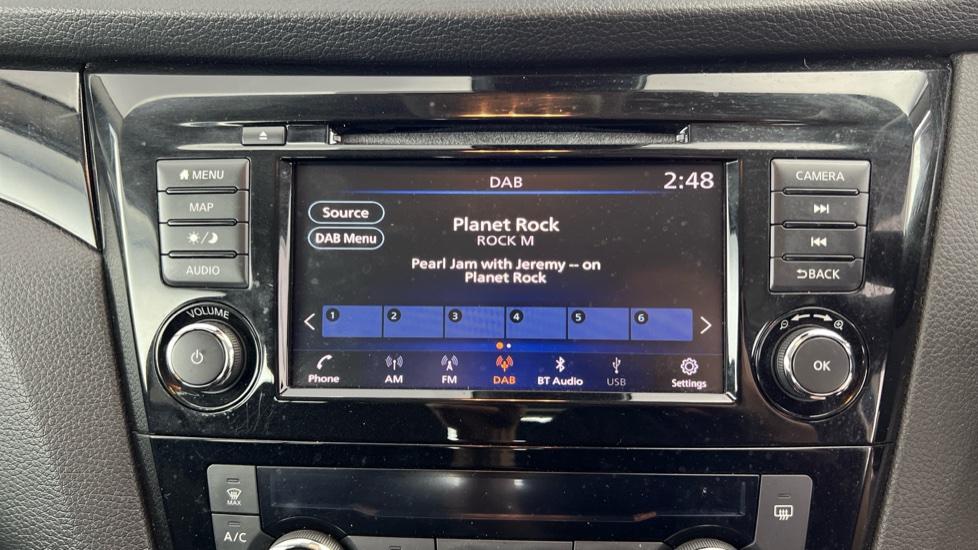 DAB 2:48
Source
DAB Menu
Planet Rock
ROCK M
Pearl Jam with Jeremy -- on
Planet Rock
1 2 3 4 5 6
Phone AM FM DAB BT Audio USB Settings
MENU
MAP
AUDIO
VOLUME
CAMERA
BACK
OK
MAX
A/C